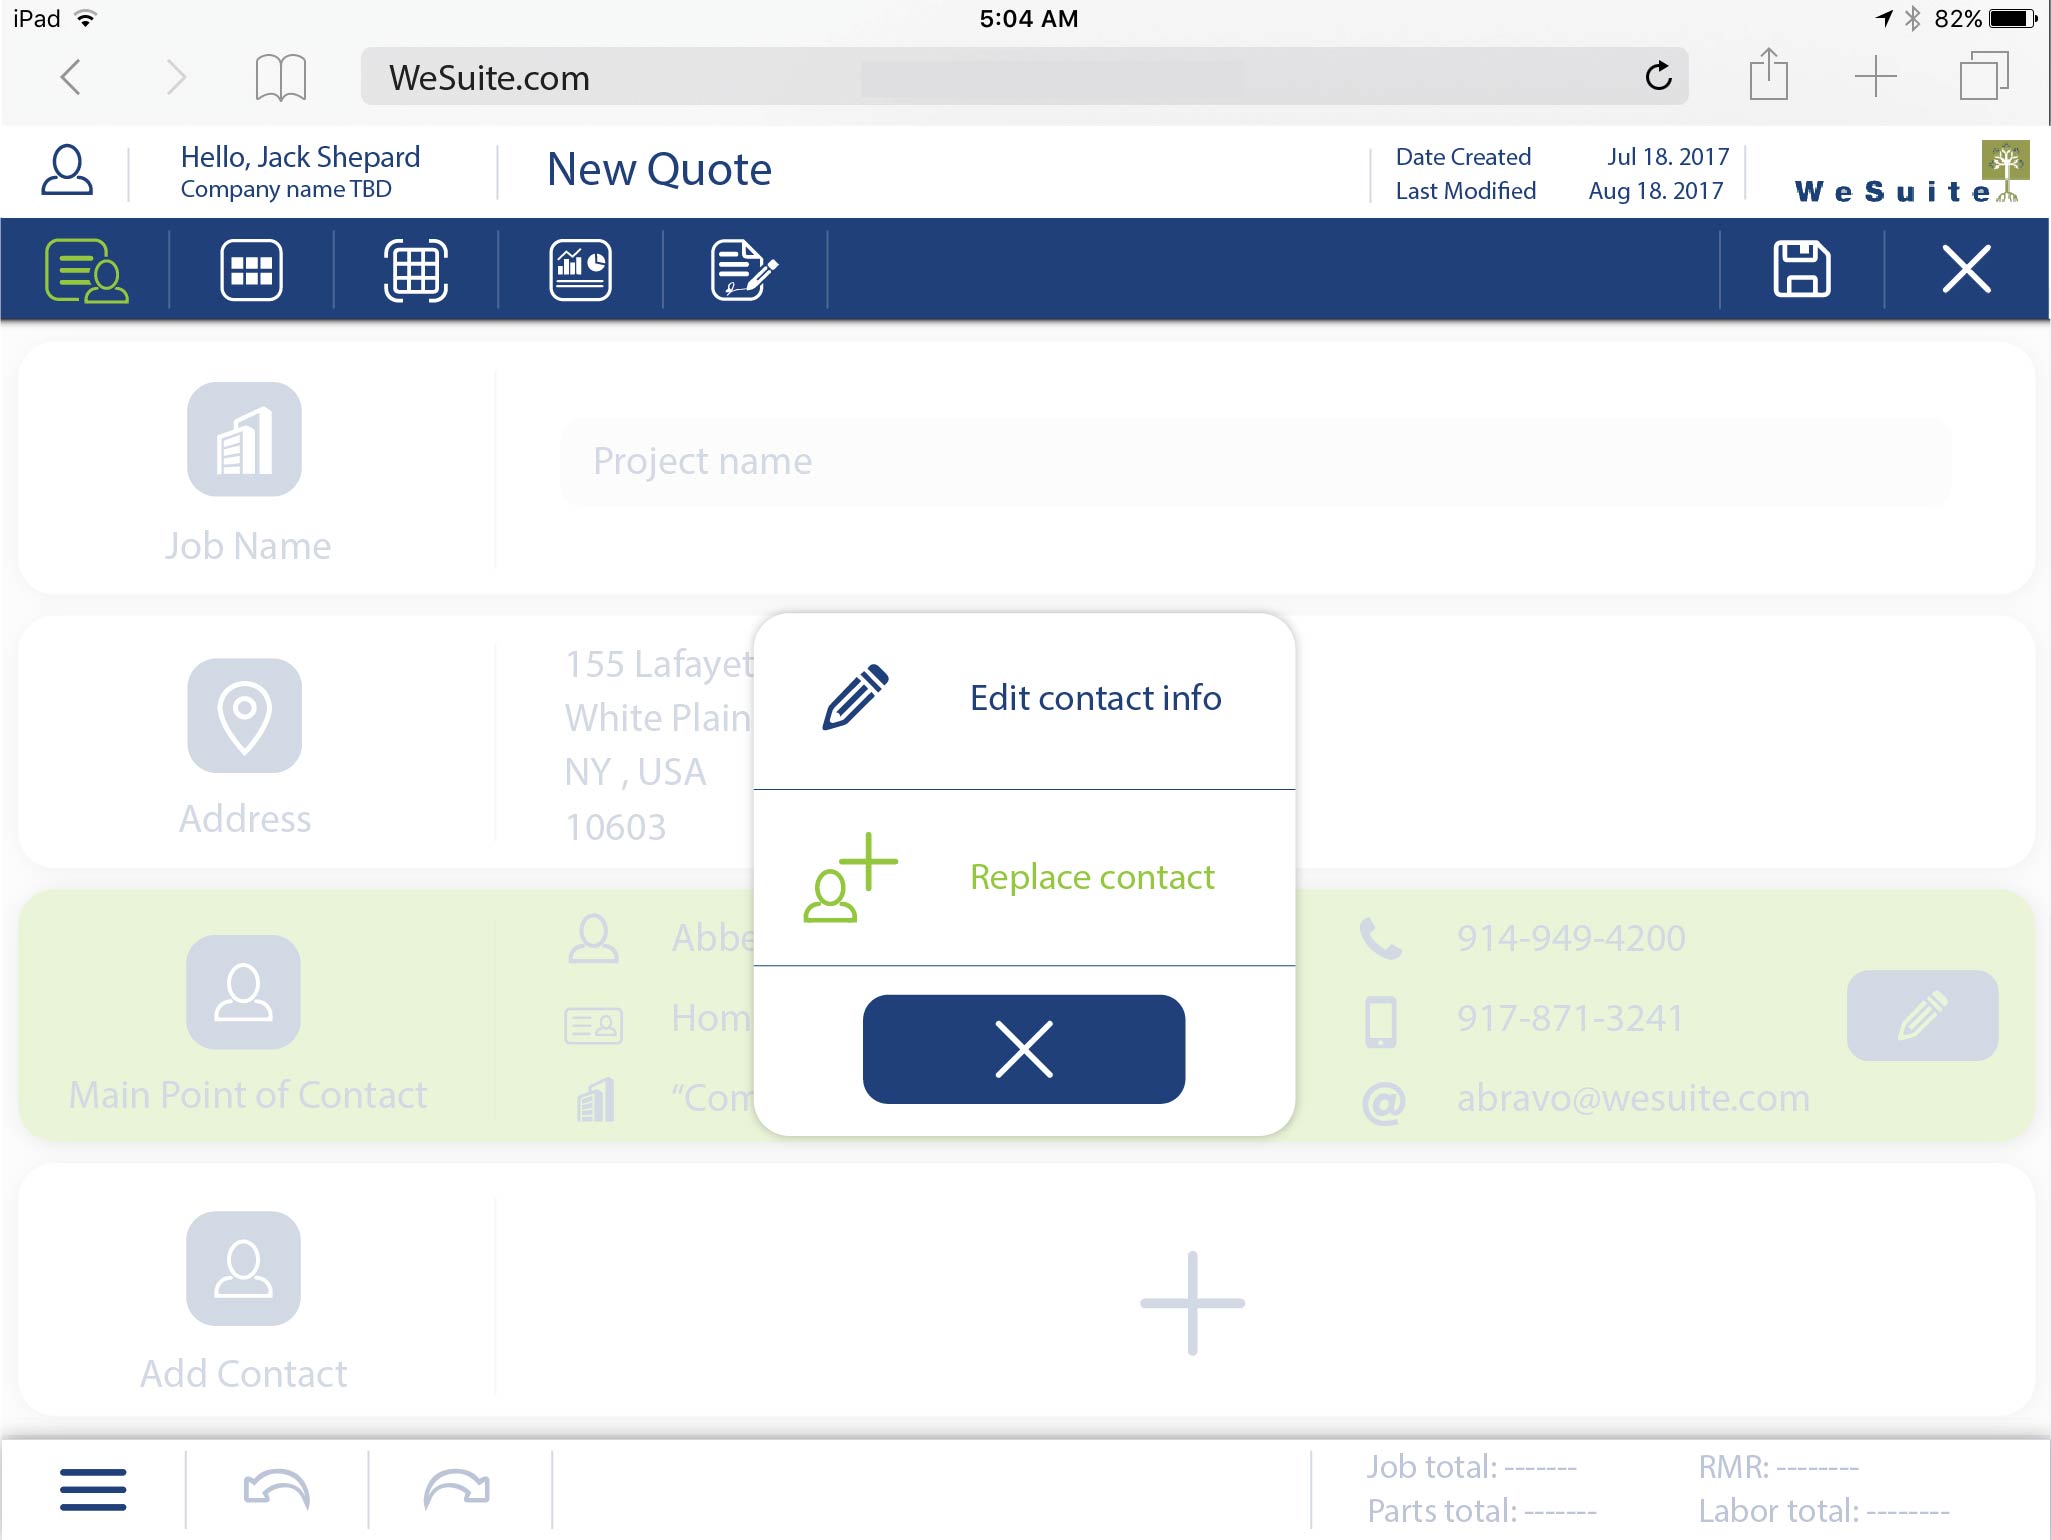 iPad 5:04 AM 82%
WeSuite.com
Hello, Jack Shepard
Company name TBD
New Quote
Date Created Jul 18. 2017
Last Modified Aug 18. 2017
WeSuite
Job Name
Project name
Address
155 Lafayet
White Plain
NY , USA
10603
Edit contact info
Replace contact
Main Point of Contact
Abbe
Hom
“Com
914-949-4200
917-871-3241
@ abravo@wesuite.com
Add Contact
Job total: -------
RMR: --------
Parts total: -------
Labor total: --------